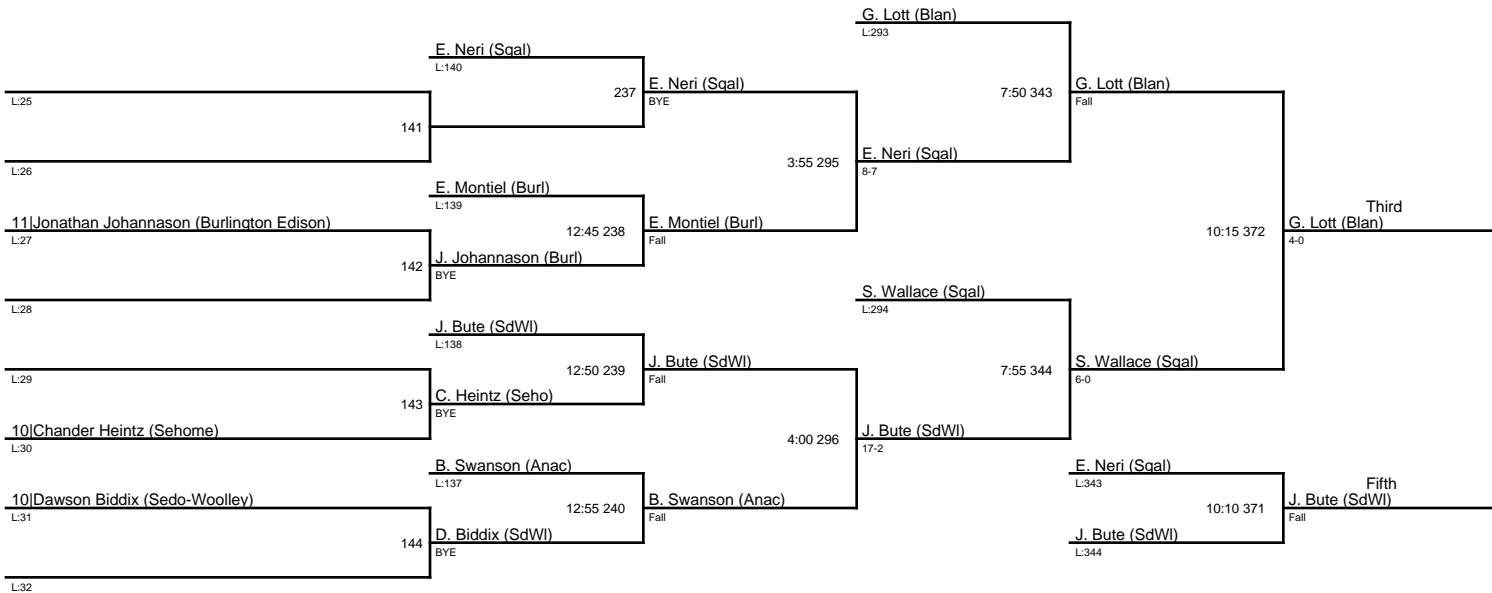 G. Lott (Blan)
L:293
E. Neri (Sqal)
L:140
237
E. Neri (Sqal)
BYE
7:50 343
G. Lott (Blan)
Fall
L:25
141
L:26
3:55 295
E. Neri (Sqal)
8-7
E. Montiel (Burl)
L:139
11|Jonathan Johannason (Burlington Edison)
L:27
12:45 238
E. Montiel (Burl)
Fall
10:15 372
Third
G. Lott (Blan)
4-0
142
J. Johannason (Burl)
BYE
L:28
S. Wallace (Sqal)
L:294
J. Bute (SdWl)
L:138
L:29
12:50 239
J. Bute (SdWl)
Fall
7:55 344
S. Wallace (Sqal)
6-0
143
C. Heintz (Seho)
BYE
10|Chander Heintz (Sehome)
L:30
4:00 296
J. Bute (SdWl)
17-2
B. Swanson (Anac)
L:137
E. Neri (Sqal)
L:343
10|Dawson Biddix (Sedo-Woolley)
L:31
12:55 240
B. Swanson (Anac)
Fall
10:10 371
Fifth
J. Bute (SdWl)
Fall
144
D. Biddix (SdWl)
BYE
J. Bute (SdWl)
L:344
L:32